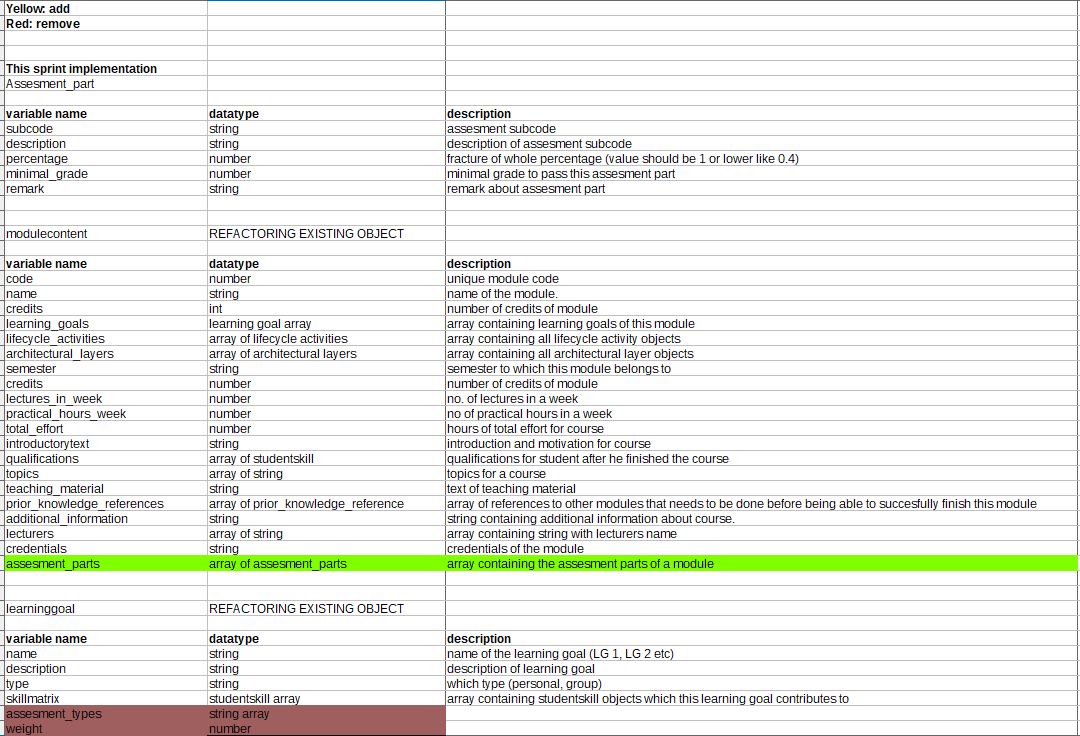 Yellow: add
Red: remove
This sprint implementation
Assesment_part
variable name datatype description
subcode string assesment subcode
description string description of assesment subcode
percentage number fracture of whole percentage (value should be 1 or lower like 0.4)
minimal_grade number minimal grade to pass this assesment part
remark string remark about assesment part
modulecontent REFACTORING EXISTING OBJECT
variable name datatype description
code number unique module code
name string name of the module.
credits int number of credits of module
learning_goals learning goal array array containing learning goals of this module
lifecycle_activities array of lifecycle activities array containing all lifecycle activity objects
architectural_layers array of architectural layers array containing all architectural layer objects
semester string semester to which this module belongs to
credits number number of credits of module
lectures_in_week number no. of lectures in a week
practical_hours_week number no of practical hours in a week
total_effort number hours of total effort for course
introductorytext string introduction and motivation for course
qualifications array of studentskill qualifications for student after he finished the course
topics array of string topics for a course
teaching_material string text of teaching material
prior_knowledge_references array of prior_knowledge_reference array of references to other modules that needs to be done before being able to succesfully finish this module
additional_information string string containing additional information about course.
lecturers array of string array containing string with lecturers name
credentials string credentials of the module
assesment_parts array of assesment_parts array containing the assesment parts of a module
learninggoal REFACTORING EXISTING OBJECT
variable name datatype description
name string name of the learning goal (LG 1, LG 2 etc)
description string description of learning goal
type string which type (personal, group)
skillmatrix studentskill array array containing studentskill objects which this learning goal contributes to
assesment_types string array
weight number